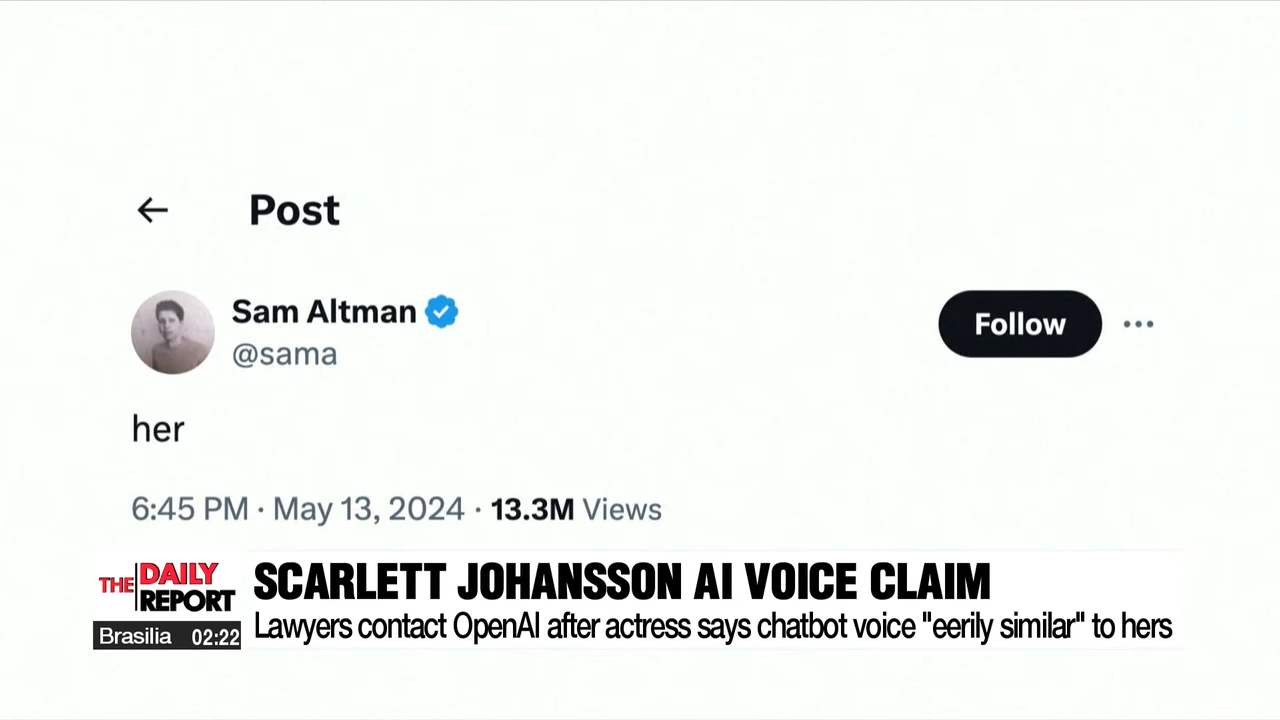 Post
Sam Altman
@sama
Follow
her
6:45 PM · May 13, 2024 · 13.3M Views
THE DAILY REPORT
SCARLETT JOHANSSON AI VOICE CLAIM
Lawyers contact OpenAI after actress says chatbot voice "eerily similar" to hers
Brasilia 02:22